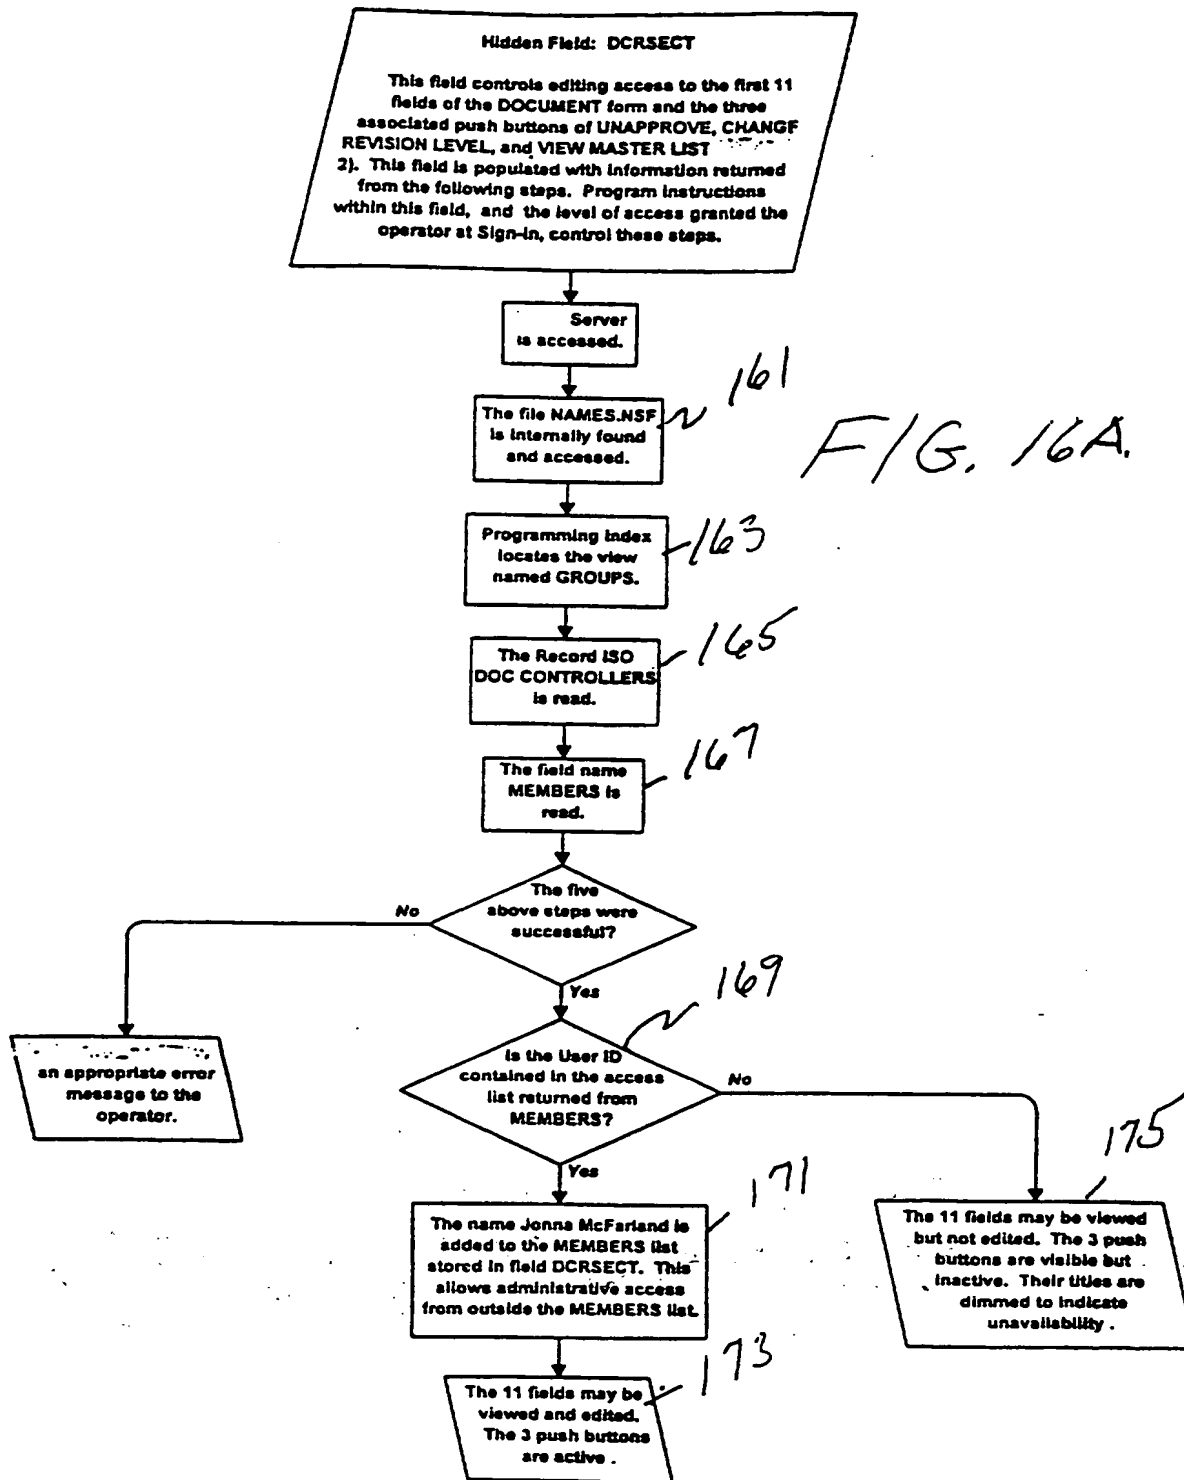 Hidden Field: DCRSECT
This field controls editing access to the first 11
fields of the DOCUMENT form and the three
associated push buttons of UNAPPROVE, CHANGE
REVISION LEVEL, and VIEW MASTER LIST
2). This field is populated with information returned
from the following steps. Program instructions
within this field, and the level of access granted the
operator at Sign-in, control these steps.
Server
is accessed.
The file NAMES.NSF
is internally found
and accessed.
161
FIG. 16A.
Programming index
locates the view
named GROUPS.
163
The Record ISO
DOC CONTROLLERS
is read.
165
The field name
MEMBERS is
read.
167
The five
above steps were
successful?
No
Yes
169
an appropriate error
message to the
operator.
Is the User ID
contained in the access
list returned from
MEMBERS?
No
Yes
175
171
The name Jonna McFarland is
added to the MEMBERS list
stored in field DCRSECT. This
allows administrative access
from outside the MEMBERS list.
The 11 fields may be viewed
but not edited. The 3 push
buttons are visible but
inactive. Their titles are
dimmed to indicate
unavailability .
173
The 11 fields may be
viewed and edited.
The 3 push buttons
are active .